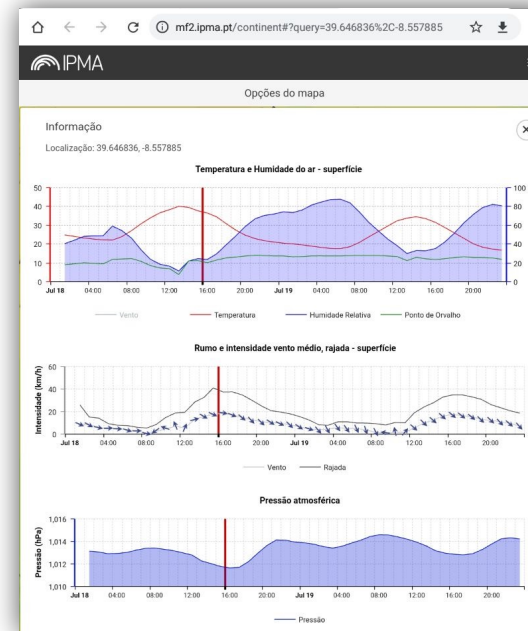 mf2.ipma.pt/continent#?query=39.646836%2C-8.557885
IPMA
Opções do mapa
Informação
Localização: 39.646836, -8.557885
Temperatura e Humidade do ar - superfície
50
40
30
20
10
0
100
80
60
40
20
0
Jul 18 04:00 08:00 12:00 16:00 20:00 Jul 19 04:00 08:00 12:00 16:00 20:00
Vento Temperatura Humidade Relativa Ponto de Orvalho
Rumo e intensidade vento médio, rajada - superfície
Intensidade (km/h)
60
40
20
0
Jul 18 04:00 08:00 12:00 16:00 20:00 Jul 19 04:00 08:00 12:00 16:00 20:00
Vento Rajada
Pressão atmosférica
Pressão (hPa)
1,016
1,014
1,012
1,010
Jul 18 04:00 08:00 12:00 16:00 20:00 Jul 19 04:00 08:00 12:00 16:00 20:00
Pressão